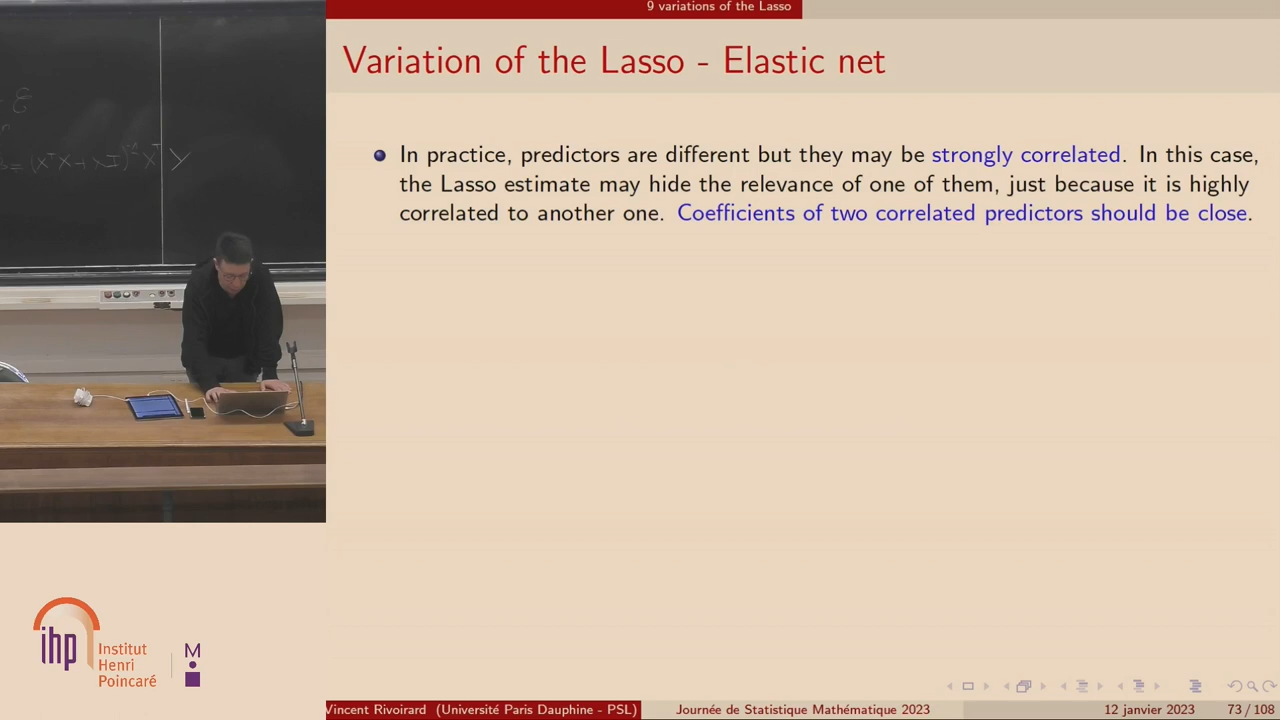 9 variations of the Lasso
Variation of the Lasso - Elastic net
In practice, predictors are different but they may be strongly correlated. In this case,
the Lasso estimate may hide the relevance of one of them, just because it is highly
correlated to another one. Coefficients of two correlated predictors should be close.
ihp
Institut
Henri
Poincaré
M
Vincent Rivoirard (Université Paris Dauphine - PSL)
Journée de Statistique Mathématique 2023
12 janvier 2023
73 / 108